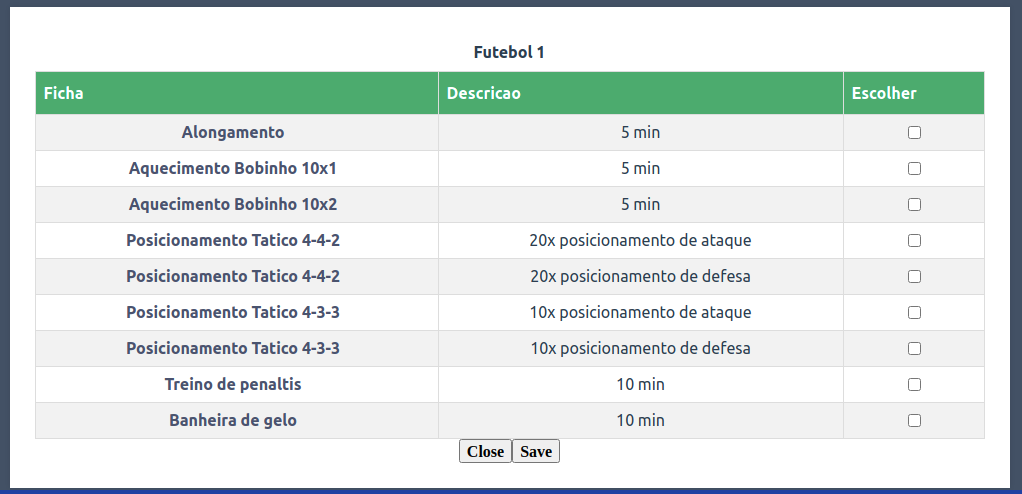 Futebol 1
Ficha Descricao Escolher
Alongamento 5 min
Aquecimento Bobinho 10x1 5 min
Aquecimento Bobinho 10x2 5 min
Posicionamento Tatico 4-4-2 20x posicionamento de ataque
Posicionamento Tatico 4-4-2 20x posicionamento de defesa
Posicionamento Tatico 4-3-3 10x posicionamento de ataque
Posicionamento Tatico 4-3-3 10x posicionamento de defesa
Treino de penaltis 10 min
Banheira de gelo 10 min
Close Save